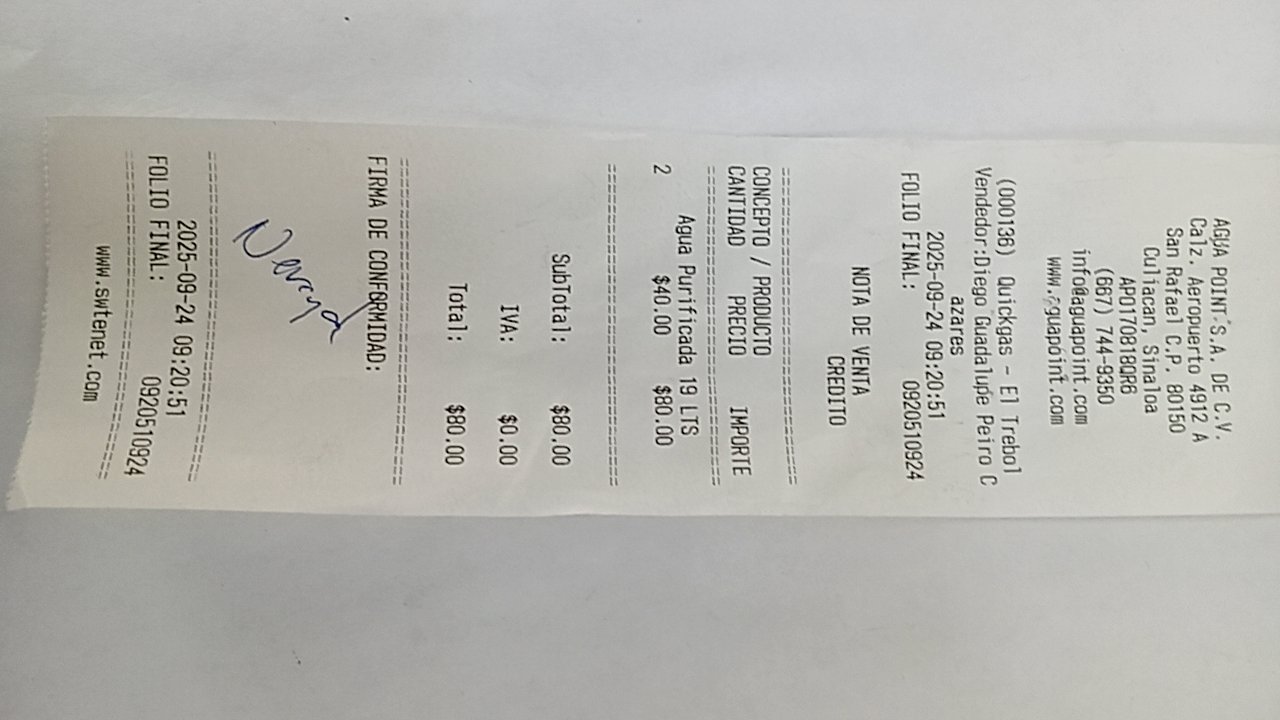 AGUA POINT S.A. DE C.V.
Calz. Aeropuerto 4912 A
San Rafael C.P. 80150
Culiacan, Sinaloa
APO170818QR6
(667) 744-9350
info@aguapoint.com
www.aguapoint.com
(000136) Quickgas - El Trebol
Vendedor:Diego Guadalupe Peiro C
azares
2025-09-24 09:20:51
FOLIO FINAL: 0920510924
NOTA DE VENTA
CREDITO
CONCEPTO / PRODUCTO
CANTIDAD PRECIO IMPORTE
Agua Purificada 19 LTS
2 $40.00 $80.00
SubTotal: $80.00
IVA: $0.00
Total: $80.00
FIRMA DE CONFORMIDAD:
2025-09-24 09:20:51
FOLIO FINAL: 0920510924
www.swtenet.com